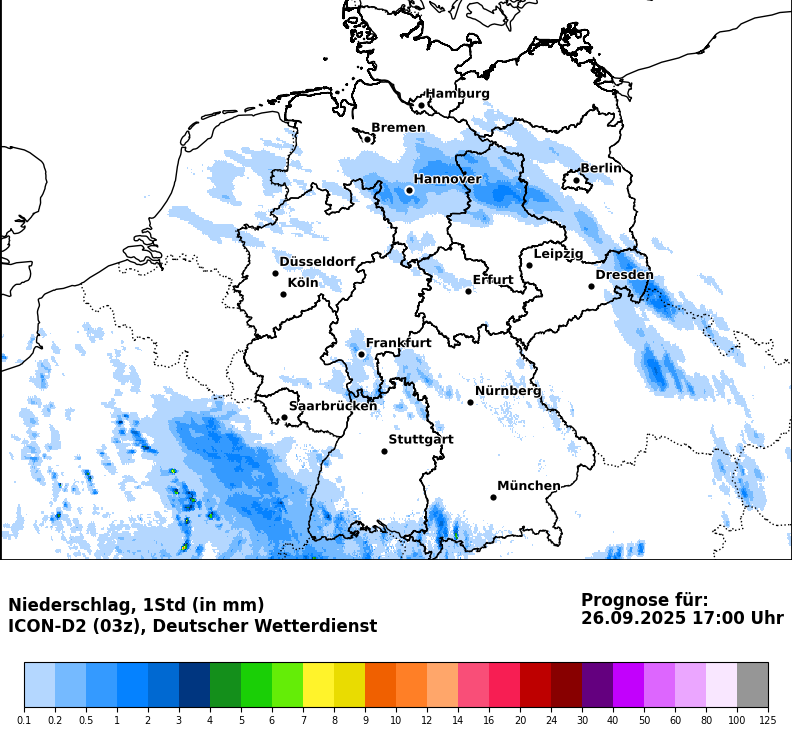 Hamburg
Bremen
Berlin
Hannover
Leipzig
Düsseldorf
Dresden
Köln
Erfurt
Frankfurt
Nürnberg
Saarbrücken
Stuttgart
München
Niederschlag, 1Std (in mm)
ICON-D2 (03z), Deutscher Wetterdienst
Prognose für:
26.09.2025 17:00 Uhr
0.1 0.2 0.5 1 2 3 4 5 6 7 8 9 10 12 14 16 20 24 30 40 50 60 80 100 125